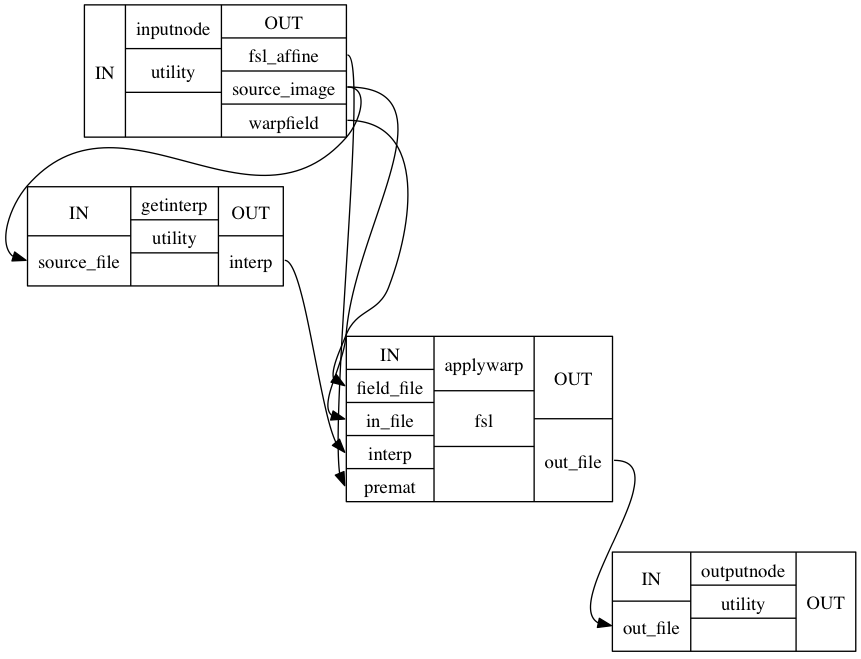 IN
inputnode
utility
OUT
fsl_affine
source_image
warpfield
IN
source_file
getinterp
utility
OUT
interp
IN
field_file
in_file
interp
premat
applywarp
fsl
OUT
out_file
IN
out_file
outputnode
utility
OUT